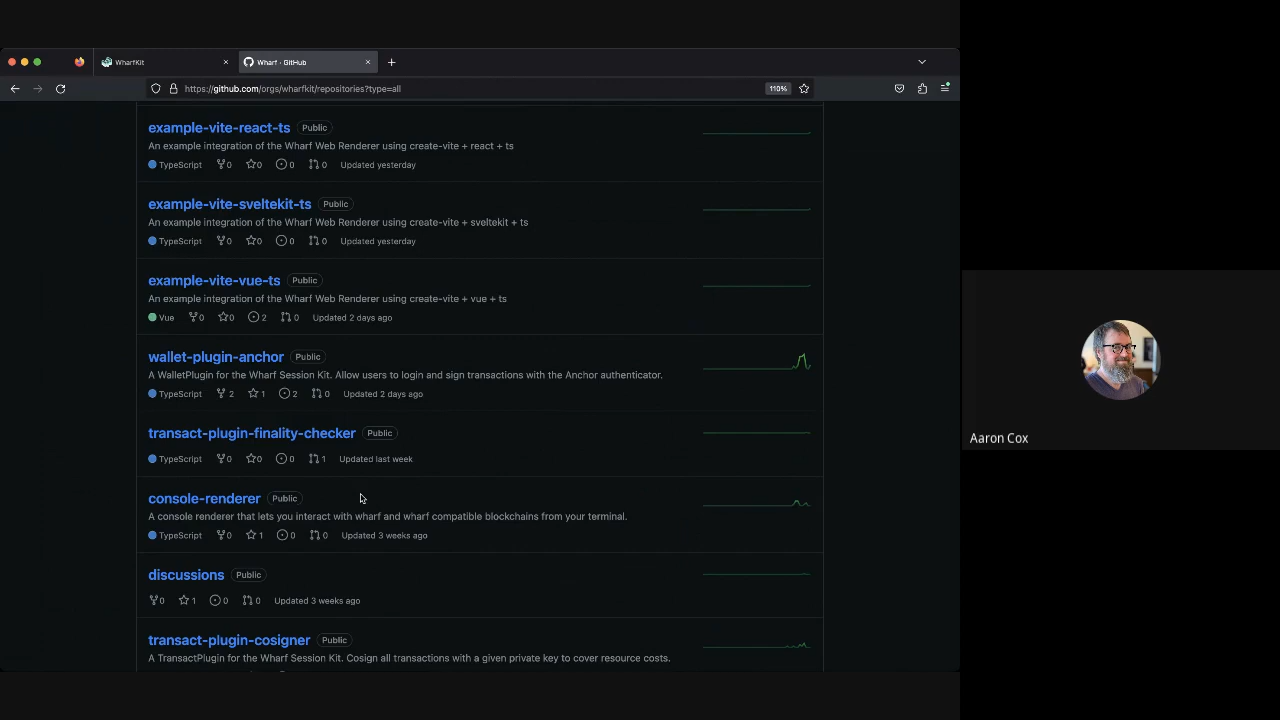 WharfKit
Wharf · GitHub
https://github.com/orgs/wharfkit/repositories?type=all
110%
example-vite-react-ts Public
An example integration of the Wharf Web Renderer using create-vite + react + ts
TypeScript 0 0 0 0 Updated yesterday
example-vite-sveltekit-ts Public
An example integration of the Wharf Web Renderer using create-vite + sveltekit + ts
TypeScript 0 0 0 0 Updated yesterday
example-vite-vue-ts Public
An example integration of the Wharf Web Renderer using create-vite + vue + ts
Vue 0 0 2 0 Updated 2 days ago
wallet-plugin-anchor Public
A WalletPlugin for the Wharf Session Kit. Allow users to login and sign transactions with the Anchor authenticator.
TypeScript 2 1 2 0 Updated 2 days ago
transact-plugin-finality-checker Public
TypeScript 0 0 0 1 Updated last week
console-renderer Public
A console renderer that lets you interact with wharf and wharf compatible blockchains from your terminal.
TypeScript 0 1 0 0 Updated 3 weeks ago
discussions Public
0 1 0 0 Updated 3 weeks ago
transact-plugin-cosigner Public
A TransactPlugin for the Wharf Session Kit. Cosign all transactions with a given private key to cover resource costs.
Aaron Cox